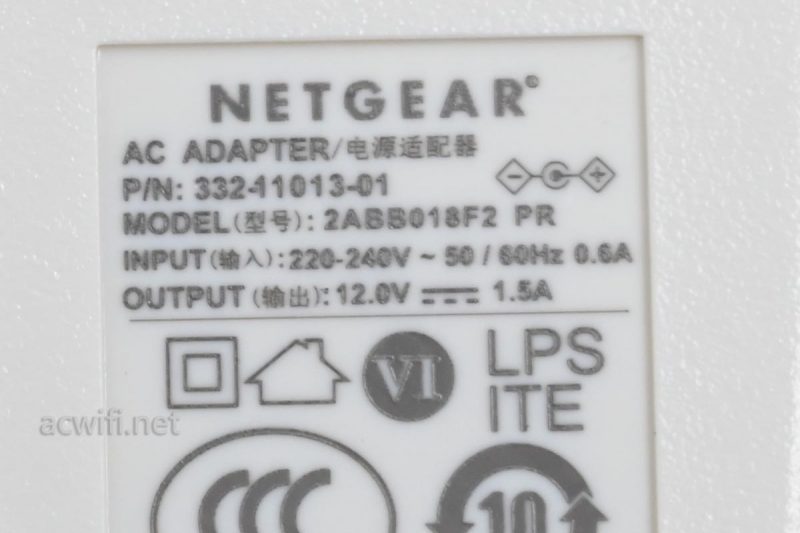 NETGEAR®
AC ADAPTER/电源适配器
P/N: 332-11013-01
MODEL(型号): 2ABB018F2 PR
INPUT(输入):220-240V ~ 50 / 60Hz 0.6A
OUTPUT(输出):12.0V 1.5A
VI
LPS
ITE
acwifi.net
CCC
10